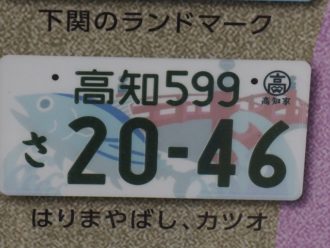 下関のランドマーク
高知599
高
高知家
さ 20-46
はりまやばし、カツオ